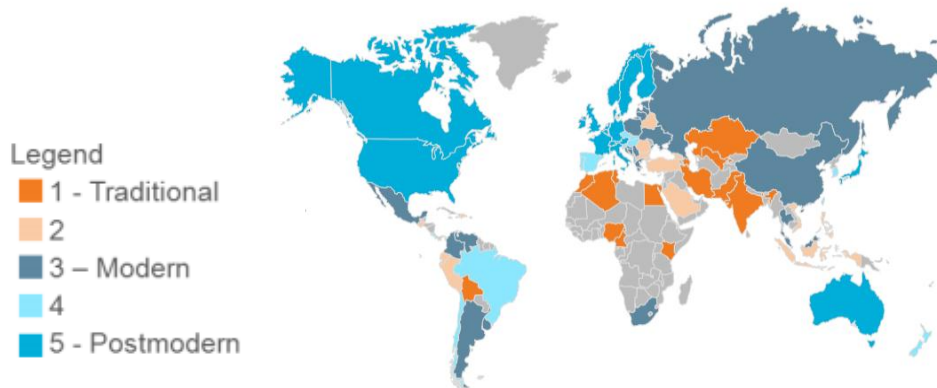 Legend
1 - Traditional
2
3 – Modern
4
5 - Postmodern